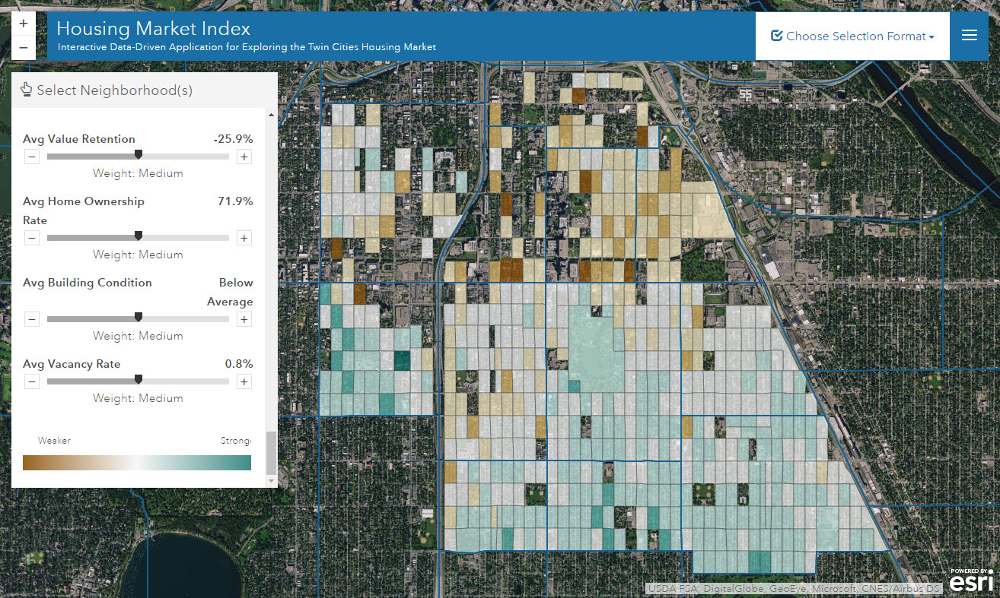 +
−
Housing Market Index
Interactive Data-Driven Application for Exploring the Twin Cities Housing Market
Choose Selection Format
Select Neighborhood(s)
Avg Value Retention -25.9%
− +
Weight: Medium
Avg Home Ownership 71.9%
Rate
− +
Weight: Medium
Avg Building Condition Below
Average
− +
Weight: Medium
Avg Vacancy Rate 0.8%
− +
Weight: Medium
Weaker Strong
POWERED BY
esri
USDA FSA, DigitalGlobe, GeoEye, Microsoft, CNES/Airbus DS